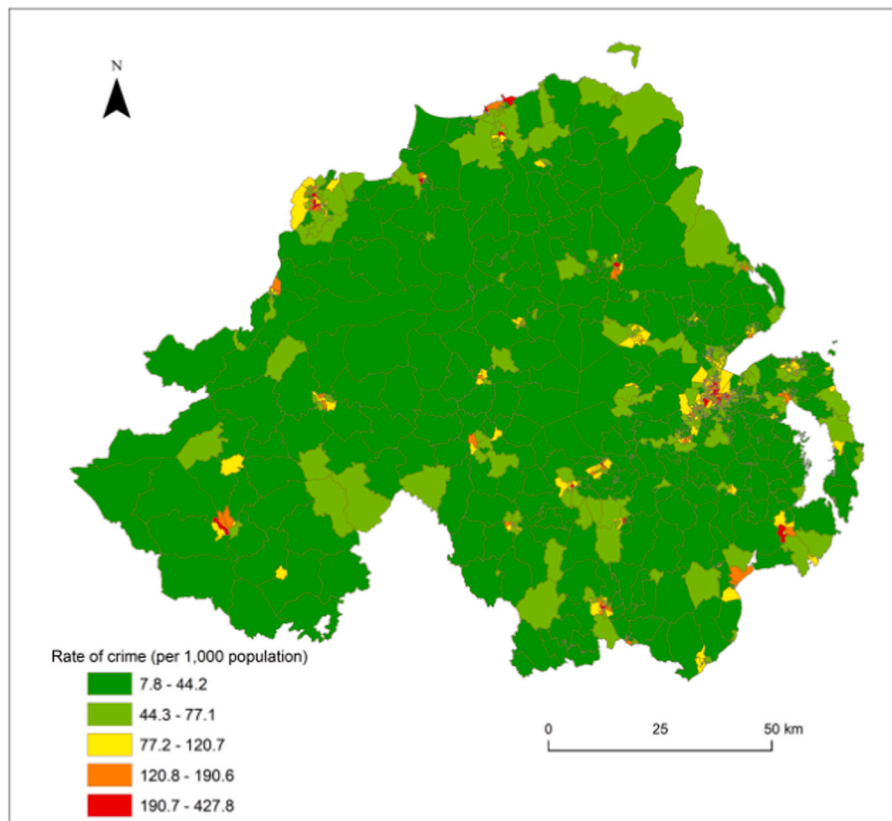 N
Rate of crime (per 1,000 population)
7.8 - 44.2
44.3 - 77.1
77.2 - 120.7
120.8 - 190.6
190.7 - 427.8
0 25 50 km